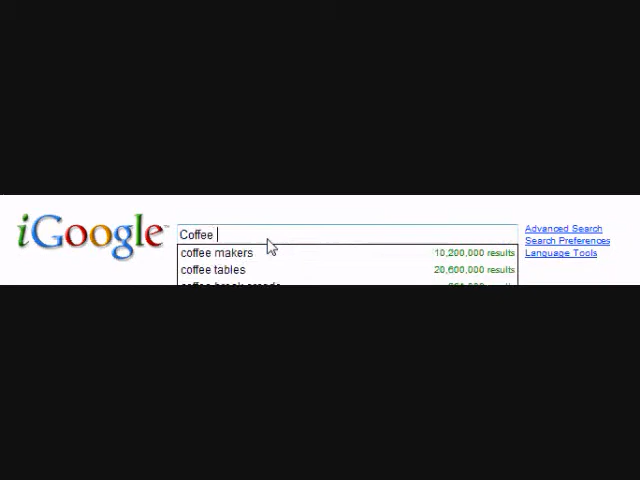 iGoogle™
Coffee
coffee makers 10,200,000 results
coffee tables 20,600,000 results
Advanced Search
Search Preferences
Language Tools